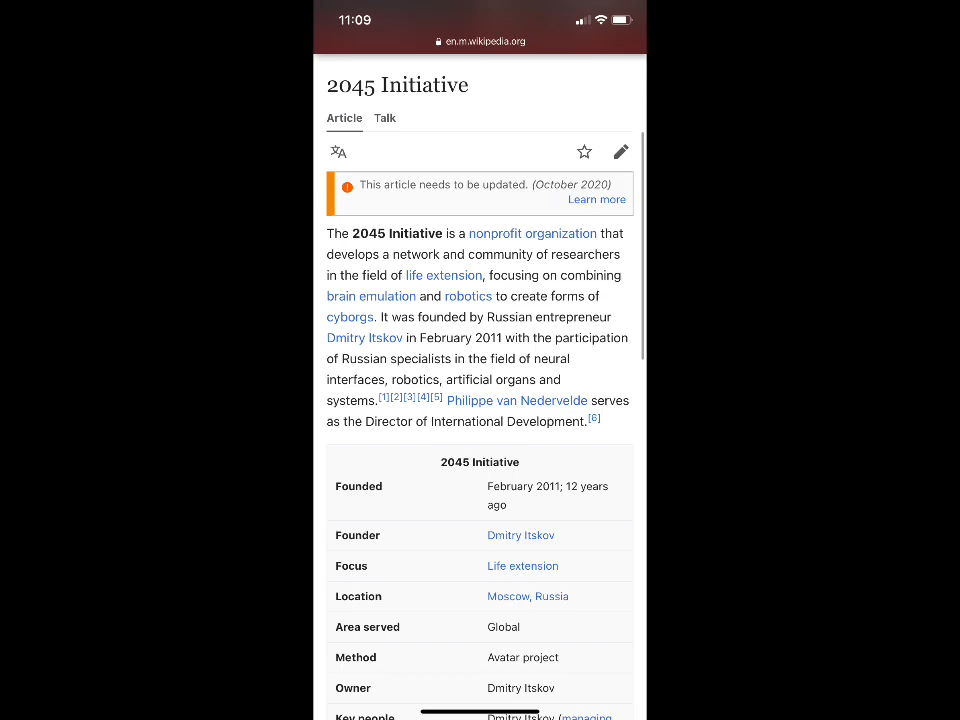 11:09
en.m.wikipedia.org
2045 Initiative
Article Talk
This article needs to be updated. (October 2020)
Learn more
The 2045 Initiative is a nonprofit organization that
develops a network and community of researchers
in the field of life extension, focusing on combining
brain emulation and robotics to create forms of
cyborgs. It was founded by Russian entrepreneur
Dmitry Itskov in February 2011 with the participation
of Russian specialists in the field of neural
interfaces, robotics, artificial organs and
systems.[1][2][3][4][5] Philippe van Nedervelde serves
as the Director of International Development.[6]
2045 Initiative
Founded February 2011; 12 years
ago
Founder Dmitry Itskov
Focus Life extension
Location Moscow, Russia
Area served Global
Method Avatar project
Owner Dmitry Itskov
Key people Dmitry Itskov (managing